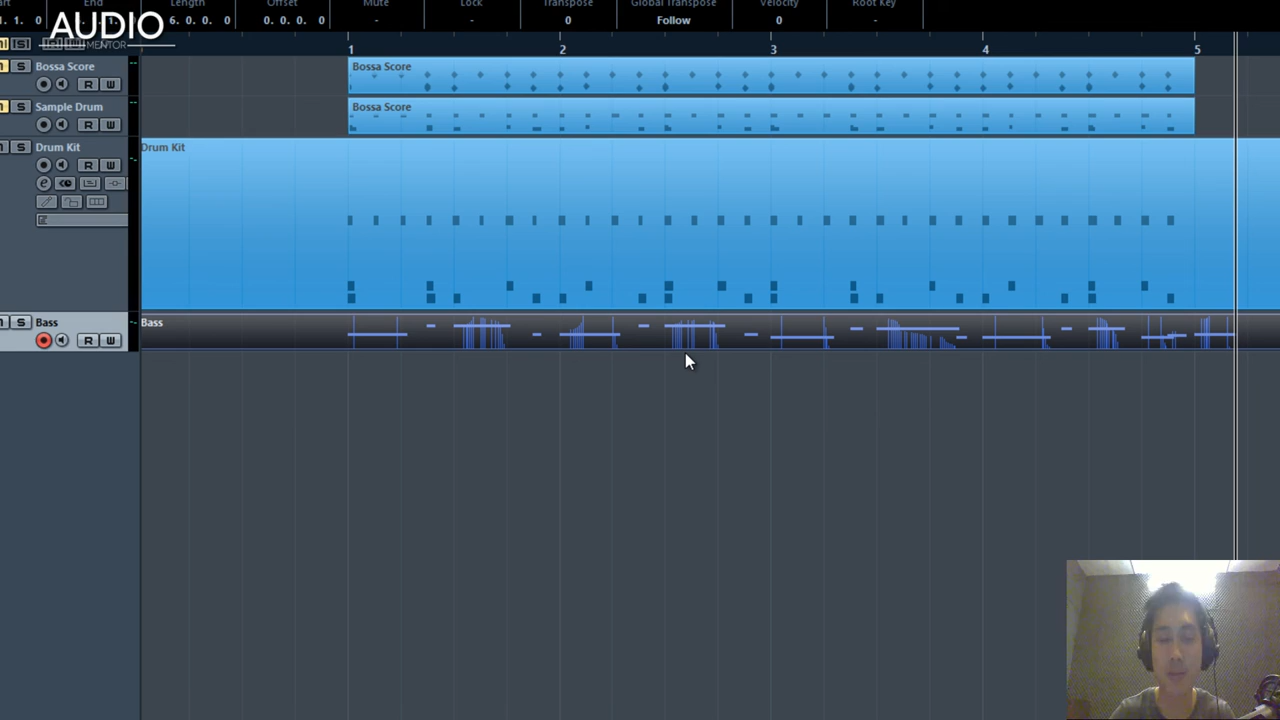 art End Length Offset Mute Lock Transpose Global Transpose Velocity Root Key
6. 0. 0. 0 0. 0. 0. 0 - - 0 Follow 0 -
AUDIO
MENTOR
1 2 3 4 5
S Bossa Score
R W
Bossa Score
S Sample Drum
R W
Bossa Score
S Drum Kit
R W
e
Drum Kit
S Bass
R W
Bass